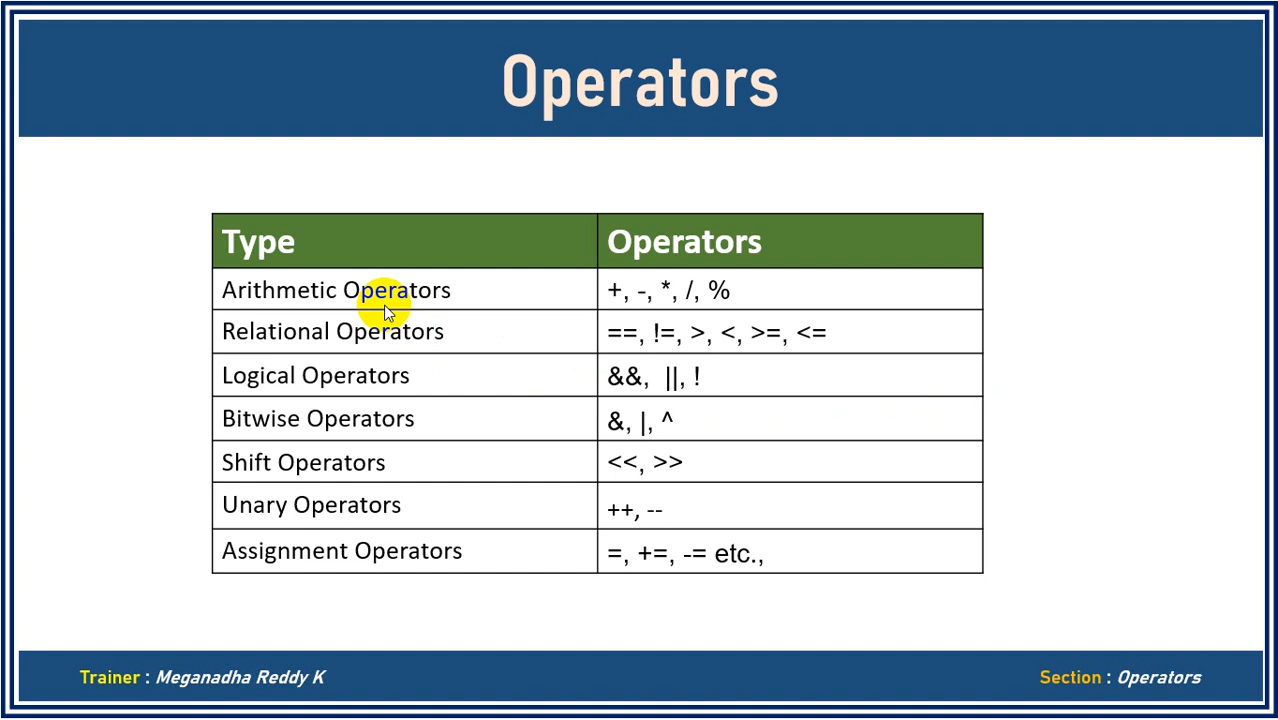 Operators
Type Operators
Arithmetic Operators +, -, *, /, %
Relational Operators ==, !=, >, <, >=, <=
Logical Operators &&, ||, !
Bitwise Operators &, |, ^
Shift Operators <<, >>
Unary Operators ++, --
Assignment Operators =, +=, -= etc.,
Trainer : Meganadha Reddy K Section : Operators